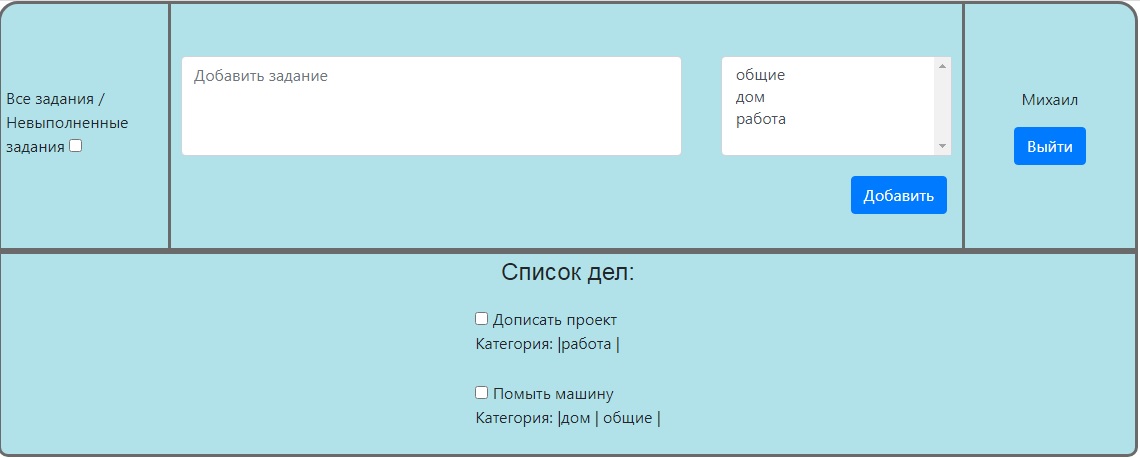 Все задания /
Невыполненные
задания
Добавить задание
общие
дом
работа
Добавить
Михаил
Выйти
Список дел:
Дописать проект
Категория: |работа |
Помыть машину
Категория: |дом | общие |